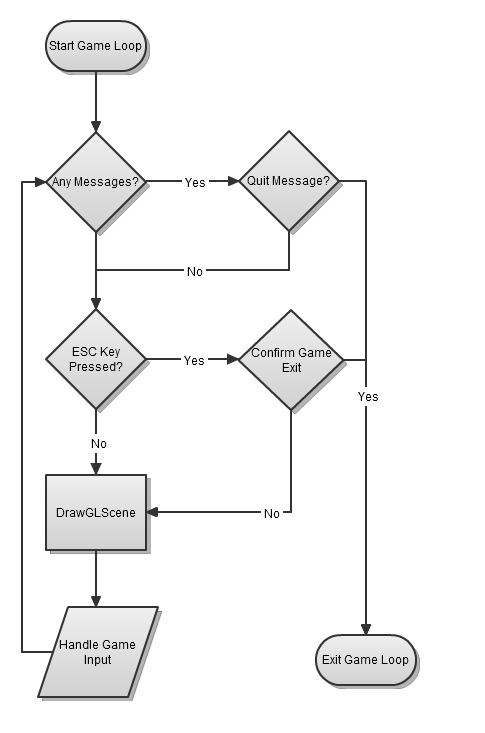 Start Game Loop
Any Messages?
Yes
Quit Message?
No
ESC Key
Pressed?
Yes
Confirm Game
Exit
Yes
No
DrawGLScene
No
Handle Game
Input
Exit Game Loop